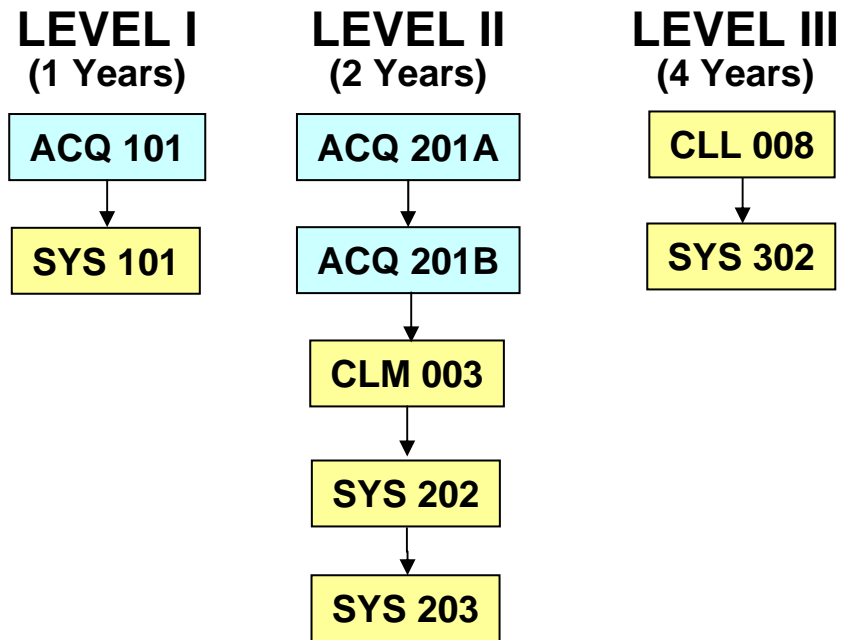 LEVEL I
(1 Years)
ACQ 101
SYS 101
LEVEL II
(2 Years)
ACQ 201A
ACQ 201B
CLM 003
SYS 202
SYS 203
LEVEL III
(4 Years)
CLL 008
SYS 302